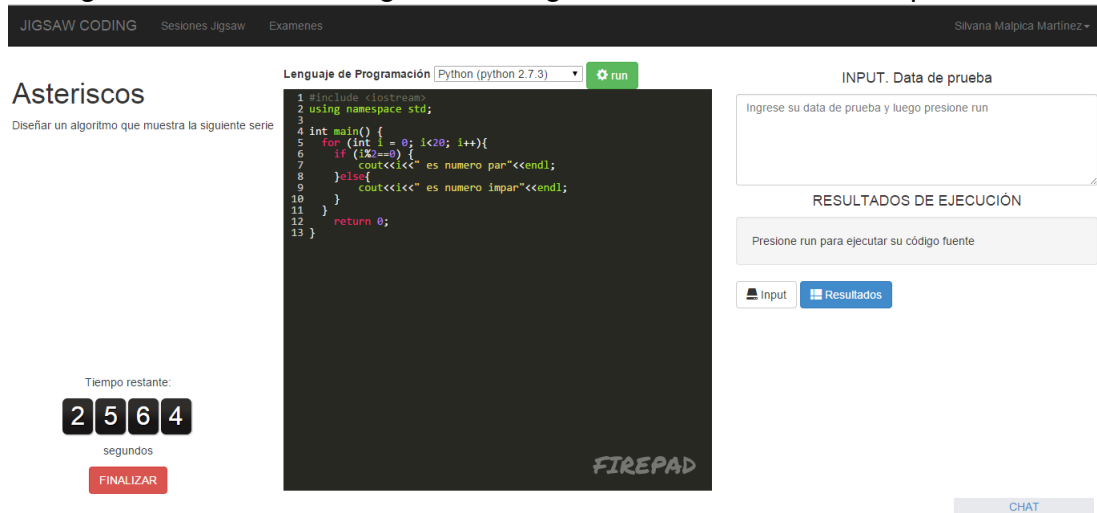 JIGSAW CODING Sesiones Jigsaw Examenes Silvana Malpica Martínez
Asteriscos
Diseñar un algoritmo que muestra la siguiente serie
Tiempo restante:
2 5 6 4
segundos
FINALIZAR
Lenguaje de Programación Python (python 2.7.3) run
1 #include <iostream>
2 using namespace std;
3
4 int main() {
5 for (int i = 0; i<20; i++){
6 if (i%2==0) {
7 cout<<i<<" es numero par"<<endl;
8 }else{
9 cout<<i<<" es numero impar"<<endl;
10 }
11 }
12 return 0;
13 }
FIREPAD
INPUT. Data de prueba
Ingrese su data de prueba y luego presione run
RESULTADOS DE EJECUCIÓN
Presione run para ejecutar su código fuente
Input Resultados
CHAT